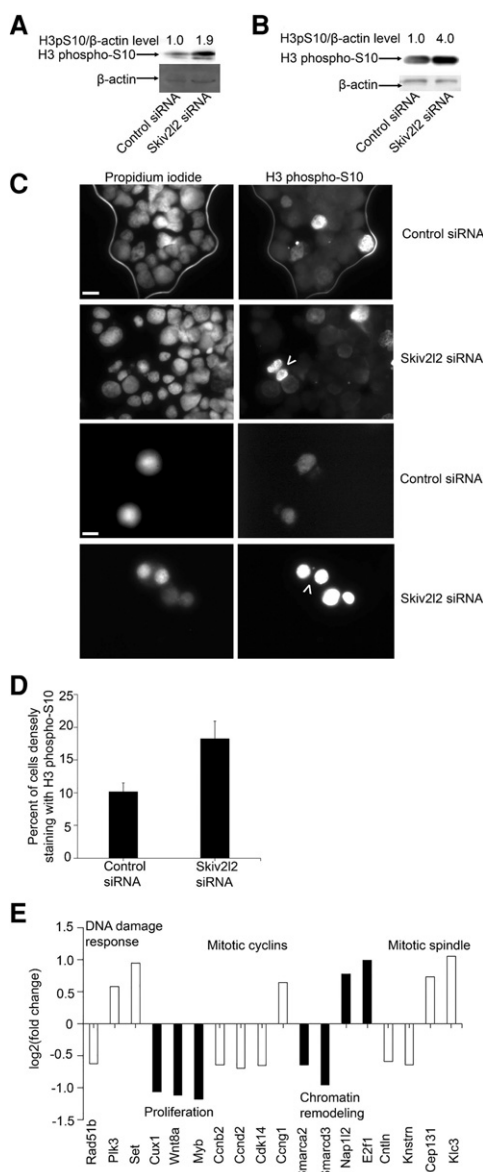 A
H3pS10/β-actin level 1.0 1.9
H3 phospho-S10
β-actin
Control siRNA
Skiv2l2 siRNA
B
H3pS10/β-actin level 1.0 4.0
H3 phospho-S10
β-actin
Control siRNA
Skiv2l2 siRNA
C
Propidium iodide H3 phospho-S10
Control siRNA
Skiv2l2 siRNA
Control siRNA
Skiv2l2 siRNA
D
Percent of cells densely
staining with H3 phospho-S10
25
20
15
10
5
0
Control
siRNA
Skiv2l2
siRNA
E
log2(fold change)
1.5
1.0
0.5
0
-0.5
-1.0
-1.5
DNA damage
response
Mitotic cyclins
Mitotic spindle
Proliferation
Chromatin
remodeling
Rad51b
Plk3
Set
Cux1
Wnt8a
Myb
Ccnb2
Ccnd2
Cdk14
Ccng1
Smarca2
Smarcd3
Nap1l2
E2f1
Cntln
Knstrn
Cep131
Klc3